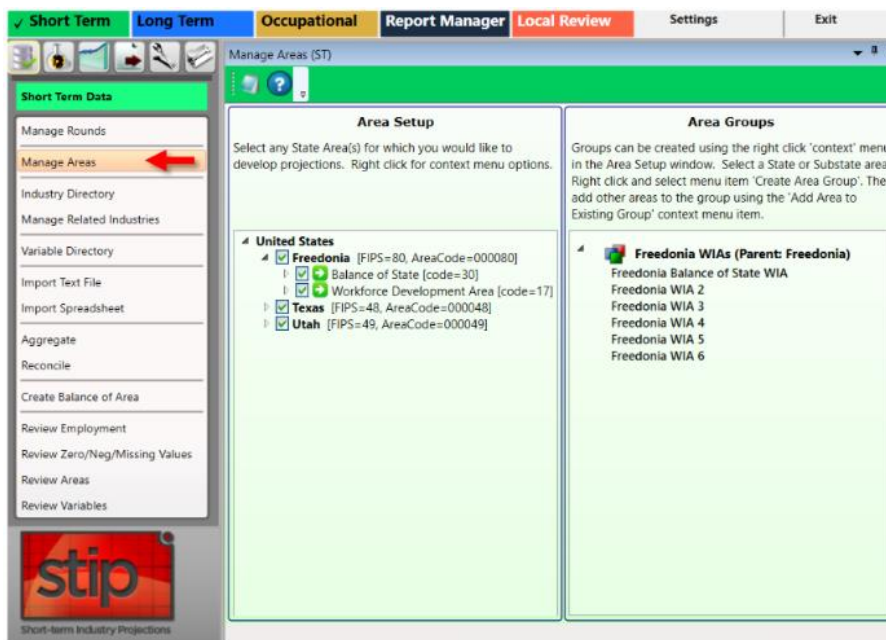 ✓ Short Term Long Term Occupational Report Manager Local Review Settings Exit
Manage Areas (ST)
Short Term Data
Manage Rounds
Manage Areas
Industry Directory
Manage Related Industries
Variable Directory
Import Text File
Import Spreadsheet
Aggregate
Reconcile
Create Balance of Area
Review Employment
Review Zero/Neg/Missing Values
Review Areas
Review Variables
stip
Short-term Industry Projections
Area Setup
Select any State Area(s) for which you would like to
develop projections. Right click for context menu options.
United States
Freedonia [FIPS=80, AreaCode=000080]
Balance of State [code=30]
Workforce Development Area [code=17]
Texas [FIPS=48, AreaCode=000048]
Utah [FIPS=49, AreaCode=000049]
Area Groups
Groups can be created using the right click 'context' menu
in the Area Setup window. Select a State or Substate area
Right click and select menu item 'Create Area Group'. The
add other areas to the group using the 'Add Area to
Existing Group' context menu item.
Freedonia WIAs (Parent: Freedonia)
Freedonia Balance of State WIA
Freedonia WIA 2
Freedonia WIA 3
Freedonia WIA 4
Freedonia WIA 5
Freedonia WIA 6